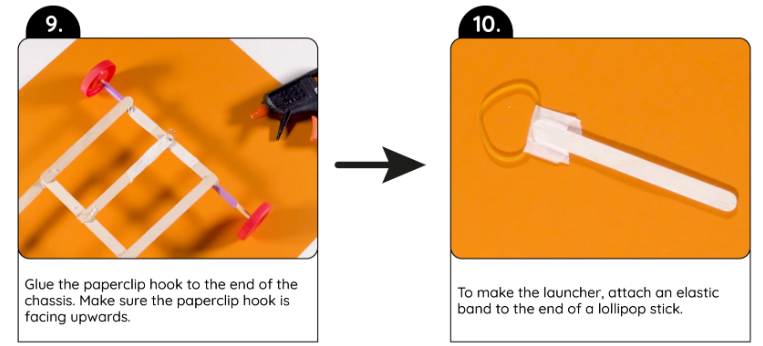 9.
Glue the paperclip hook to the end of the
chassis. Make sure the paperclip hook is
facing upwards.
10.
To make the launcher, attach an elastic
band to the end of a lollipop stick.